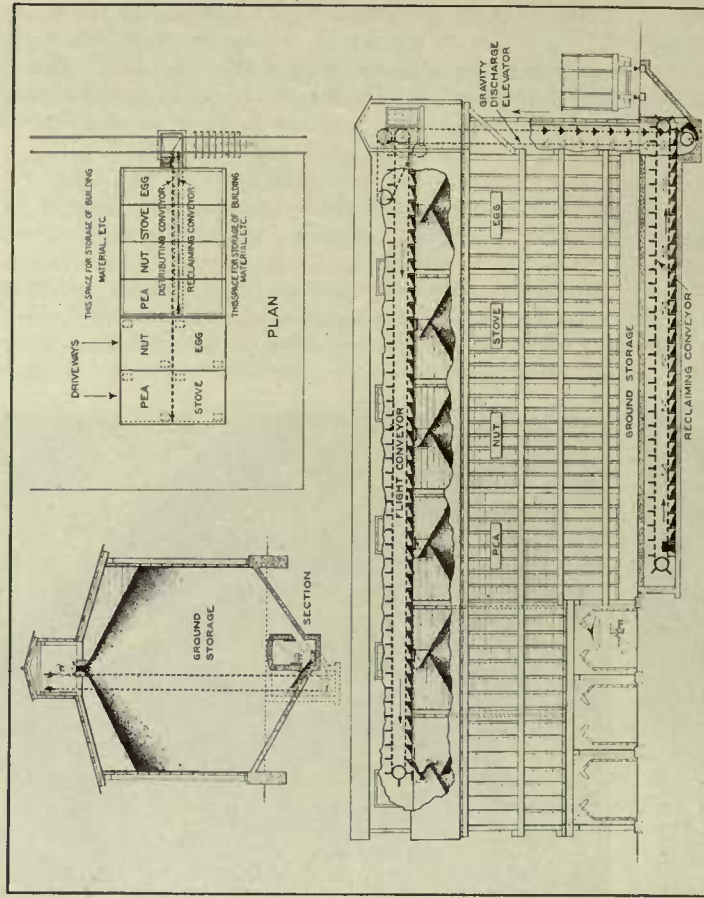 THIS SPACE FOR STORAGE OF BUILDING
MATERIAL, ETC.
DRIVEWAYS
PEA
NUT
PEA
NUT
STOVE
EGG
DISTRIBUTING CONVEYOR
RECLAIMING CONVEYOR
STOVE
EGG
THIS SPACE FOR STORAGE OF BUILDING
MATERIAL, ETC.
PLAN
GROUND
STORAGE
SECTION
GRAVITY
DISCHARGE
ELEVATOR
FLIGHT CONVEYOR
PEA
NUT
STOVE
EGG
GROUND STORAGE
RECLAIMING CONVEYOR